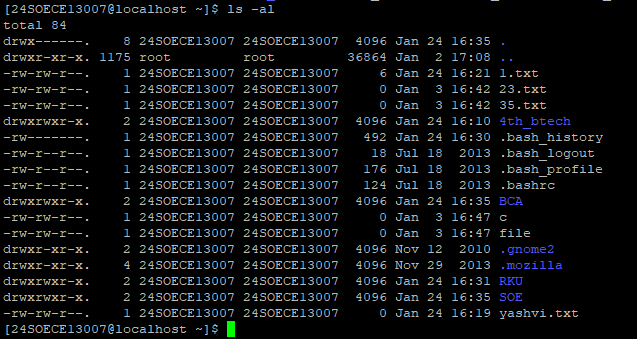 [24SOECE13007@localhost ~]$ ls -al
total 84
drwx------.    8 24SOECE13007 24SOECE13007  4096 Jan 24 16:35 .
drwxr-xr-x. 1175 root         root         36864 Jan  2 17:08 ..
-rw-rw-r--.    1 24SOECE13007 24SOECE13007     6 Jan 24 16:21 1.txt
-rw-rw-r--.    1 24SOECE13007 24SOECE13007     0 Jan  3 16:42 23.txt
-rw-rw-r--.    1 24SOECE13007 24SOECE13007     0 Jan  3 16:42 35.txt
drwxrwxr-x.    2 24SOECE13007 24SOECE13007  4096 Jan 24 16:10 4th_btech
-rw-------.    1 24SOECE13007 24SOECE13007   492 Jan 24 16:30 .bash_history
-rw-r--r--.    1 24SOECE13007 24SOECE13007    18 Jul 18  2013 .bash_logout
-rw-r--r--.    1 24SOECE13007 24SOECE13007   176 Jul 18  2013 .bash_profile
-rw-r--r--.    1 24SOECE13007 24SOECE13007   124 Jul 18  2013 .bashrc
drwxrwxr-x.    2 24SOECE13007 24SOECE13007  4096 Jan 24 16:35 BCA
-rw-rw-r--.    1 24SOECE13007 24SOECE13007     0 Jan  3 16:47 c
-rw-rw-r--.    1 24SOECE13007 24SOECE13007     0 Jan  3 16:47 file
drwxr-xr-x.    2 24SOECE13007 24SOECE13007  4096 Nov 12  2010 .gnome2
drwxr-xr-x.    4 24SOECE13007 24SOECE13007  4096 Nov 29  2013 .mozilla
drwxrwxr-x.    2 24SOECE13007 24SOECE13007  4096 Jan 24 16:31 RKU
drwxrwxr-x.    2 24SOECE13007 24SOECE13007  4096 Jan 24 16:35 SOE
-rw-rw-r--.    1 24SOECE13007 24SOECE13007     0 Jan 24 16:19 yashvi.txt
[24SOECE13007@localhost ~]$